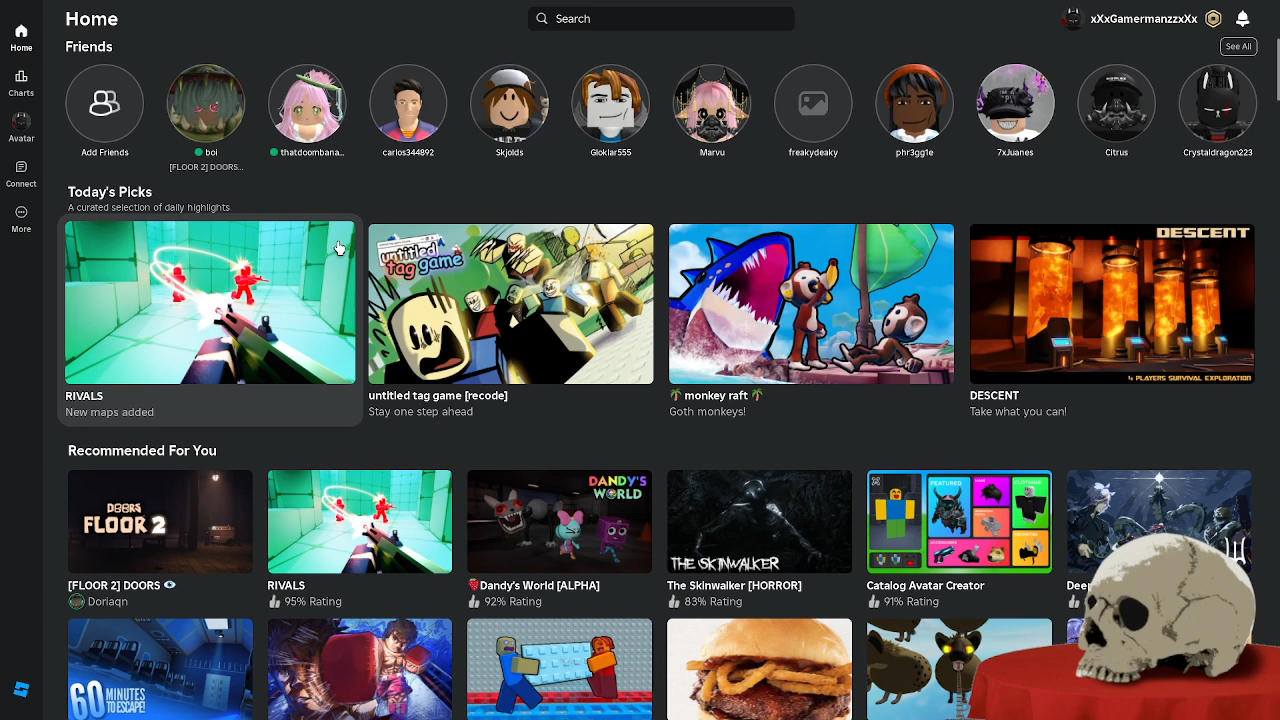 Home
Search
xXxGamermanzzxXx
Home
Charts
Avatar
Connect
More
Friends
See All
Add Friends
boi
[FLOOR 2] DOORS...
thatdoombana...
carlos344892
Skjolds
Gloklar555
Marvu
freakydeaky
phr3gg1e
7xJuanes
Citrus
Crystaldragon223
Today's Picks
A curated selection of daily highlights
untitled
tag game
DESCENT
4 PLAYERS SURVIVAL EXPLORATION
RIVALS
New maps added
untitled tag game [recode]
Stay one step ahead
🌴 monkey raft 🌴
Goth monkeys!
DESCENT
Take what you can!
Recommended For You
DOORS
FLOOR 2
DANDY'S
WORLD
THE SKINWALKER
FEATURED
[FLOOR 2] DOORS 👁
Doriaqn
RIVALS
95% Rating
🍓Dandy's World [ALPHA]
92% Rating
The Skinwalker [HORROR]
83% Rating
Catalog Avatar Creator
91% Rating
60 MINUTES
TO ESCAPE!